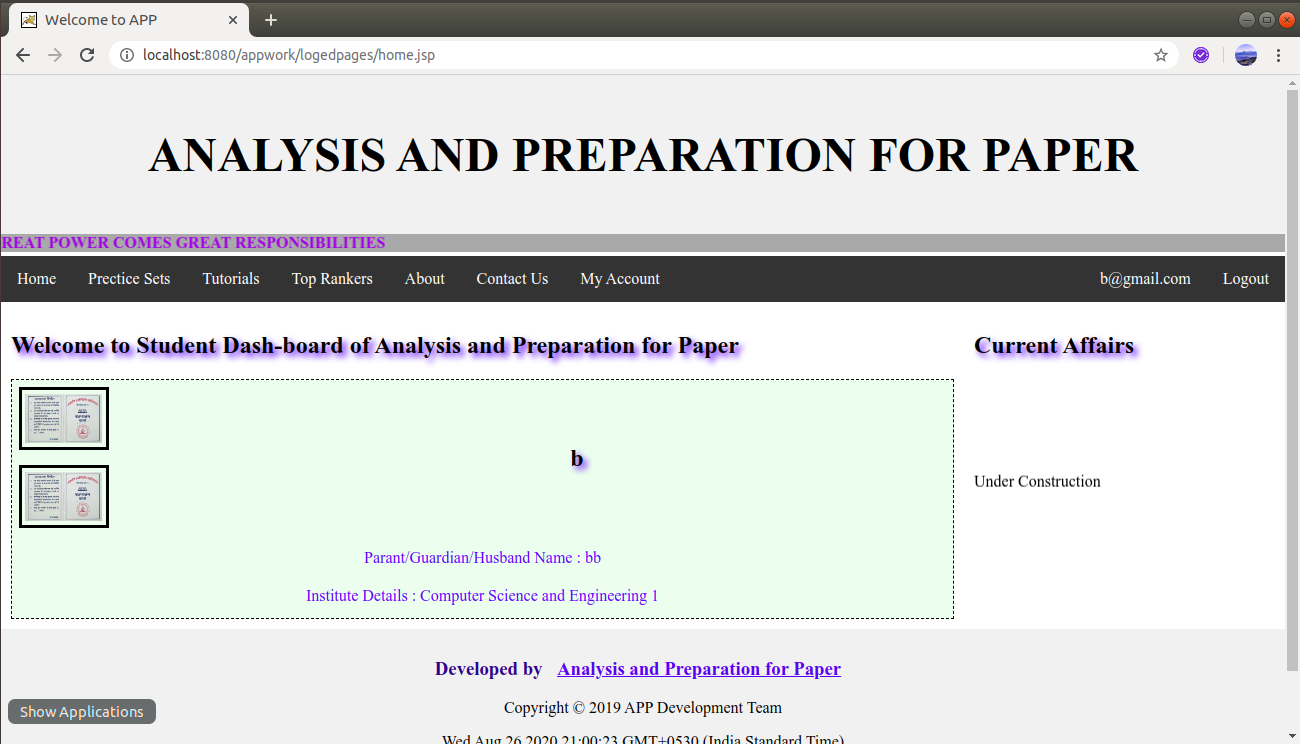 Welcome to APP
localhost:8080/appwork/logedpages/home.jsp
ANALYSIS AND PREPARATION FOR PAPER
REAT POWER COMES GREAT RESPONSIBILITIES
Home Prectice Sets Tutorials Top Rankers About Contact Us My Account b@gmail.com Logout
Welcome to Student Dash-board of Analysis and Preparation for Paper
Current Affairs
b
Under Construction
Parant/Guardian/Husband Name : bb
Institute Details : Computer Science and Engineering 1
Developed by Analysis and Preparation for Paper
Copyright © 2019 APP Development Team
Show Applications
Wed Aug 26 2020 21:00:23 GMT+0530 (India Standard Time)